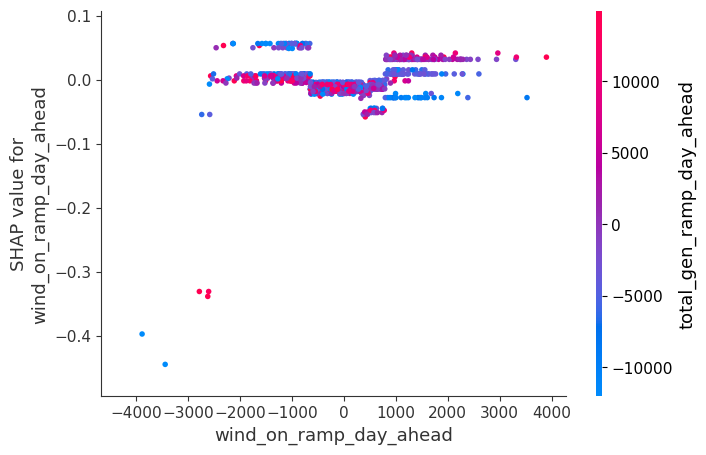 0.1
0.0
−0.1
−0.2
−0.3
−0.4
SHAP value for
wind_on_ramp_day_ahead
−4000 −3000 −2000 −1000 0 1000 2000 3000 4000
wind_on_ramp_day_ahead
10000
5000
0
−5000
−10000
total_gen_ramp_day_ahead